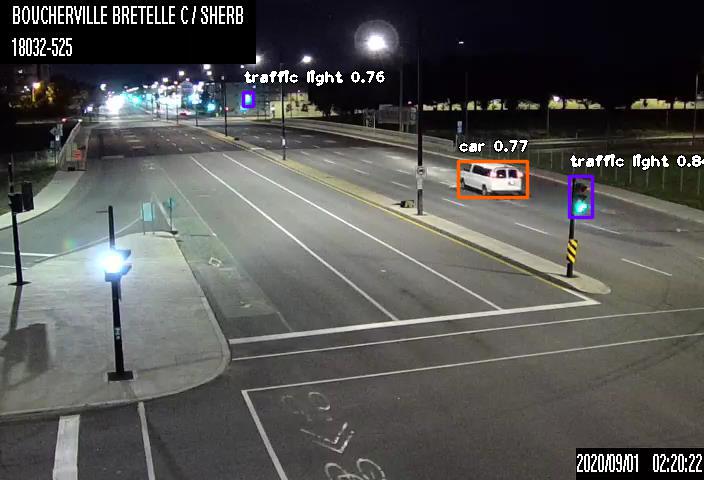 BOUCHERVILLE BRETELLE C / SHERB
18032-525
traffic light 0.76
car 0.77
traffic light 0.84
2020/09/01 02:20:22